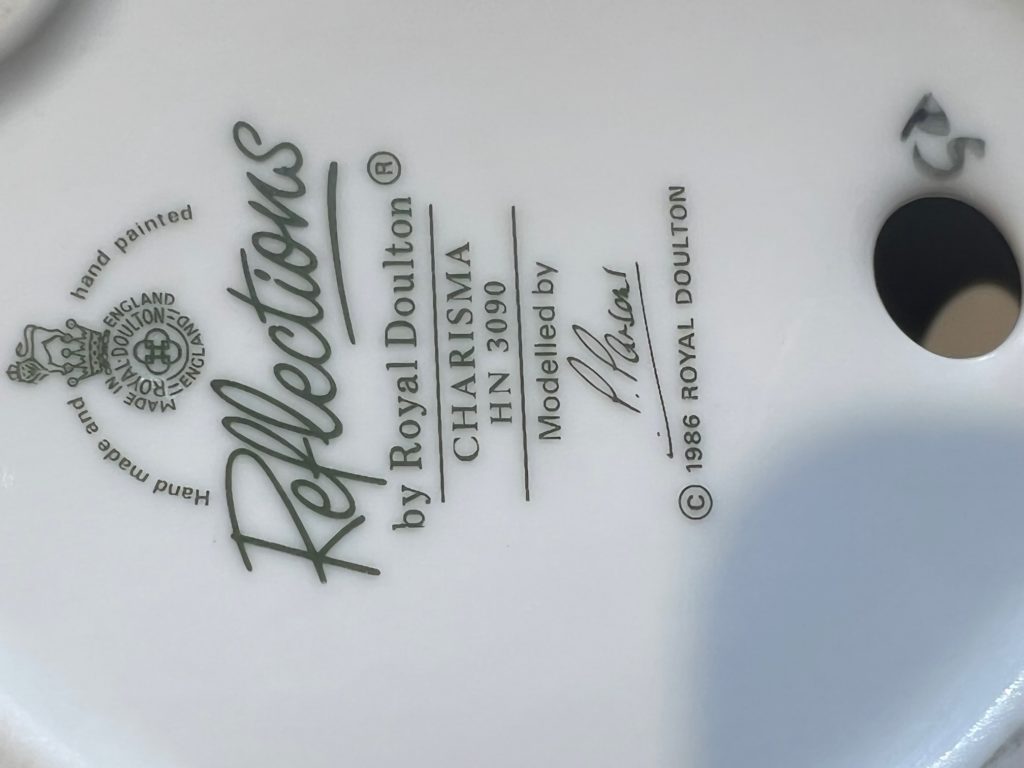 Hand made and hand painted
MADE IN ENGLAND
ROYAL·DOULTON
ENGLAND
Reflections
by Royal Doulton ®
CHARISMA
HN 3090
Modelled by
P. Parsons
© 1986 ROYAL DOULTON